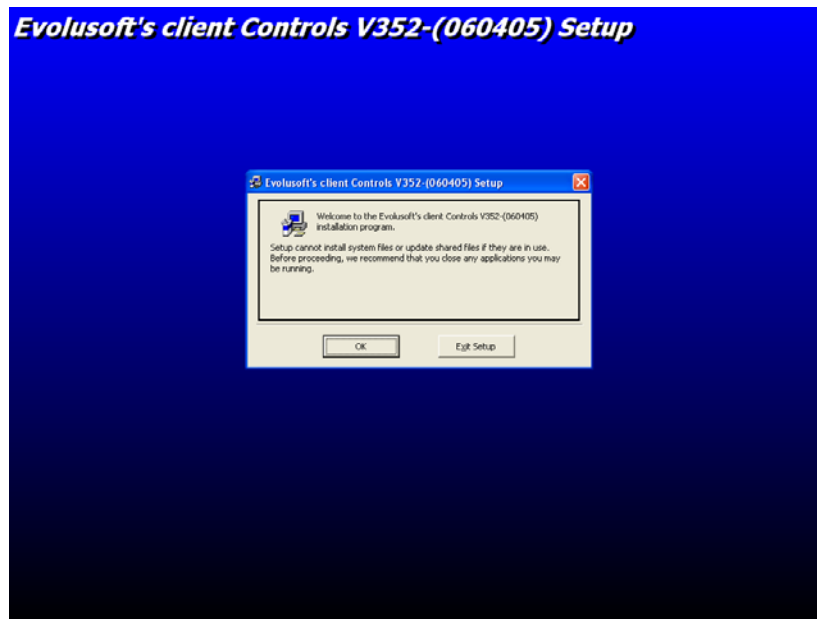 Evolusoft's client Controls V352-(060405) Setup
Evolusoft's client Controls V352-(060405) Setup
Welcome to the Evolusoft's client Controls V352-(060405)
installation program.
Setup cannot install system files or update shared files if they are in use.
Before proceeding, we recommend that you close any applications you may
be running.
OK
Exit Setup